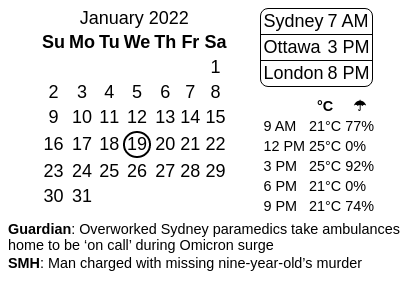 January 2022
Su Mo Tu We Th Fr Sa
1
2 3 4 5 6 7 8
9 10 11 12 13 14 15
16 17 18 19 20 21 22
23 24 25 26 27 28 29
30 31
Sydney 7 AM
Ottawa 3 PM
London 8 PM
°C ☂
9 AM 21°C 77%
12 PM 25°C 0%
3 PM 25°C 92%
6 PM 21°C 0%
9 PM 21°C 74%
Guardian: Overworked Sydney paramedics take ambulances
home to be ‘on call’ during Omicron surge
SMH: Man charged with missing nine-year-old’s murder